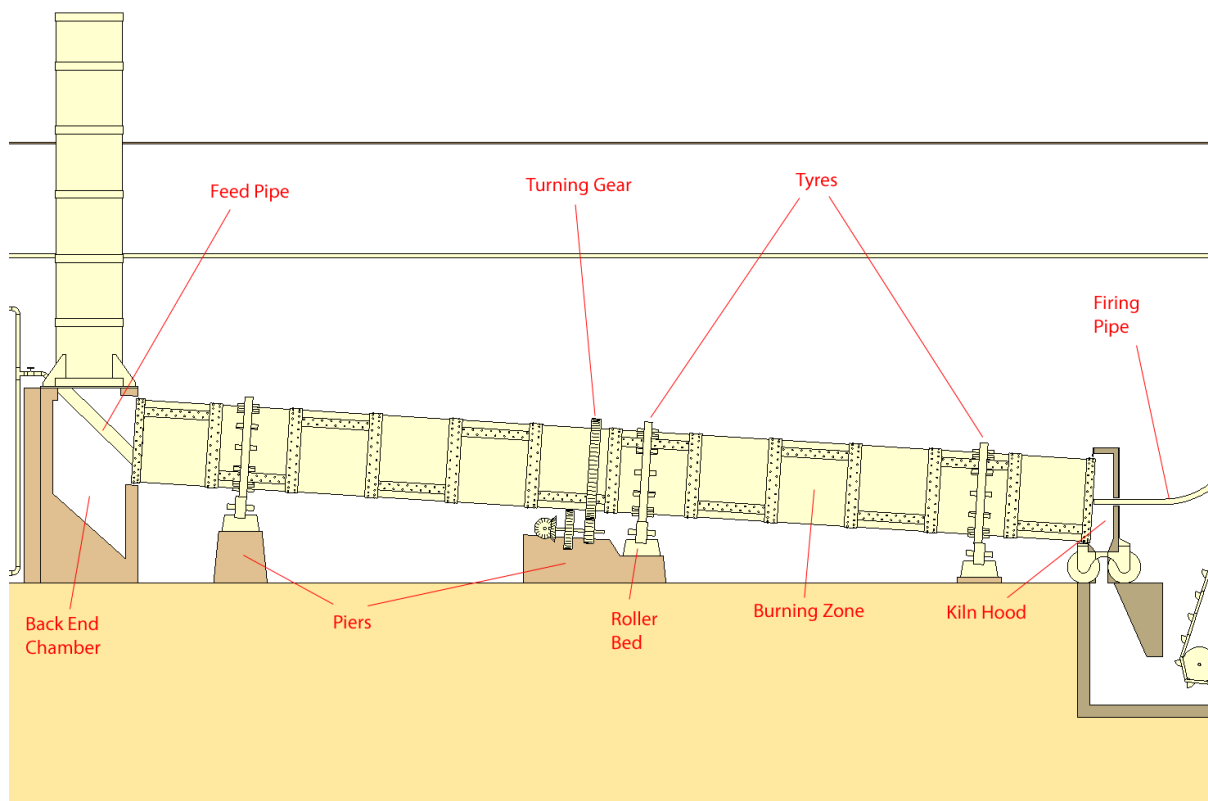 Feed Pipe
Turning Gear
Tyres
Firing
Pipe
Back End
Chamber
Piers
Roller
Bed
Burning Zone
Kiln Hood